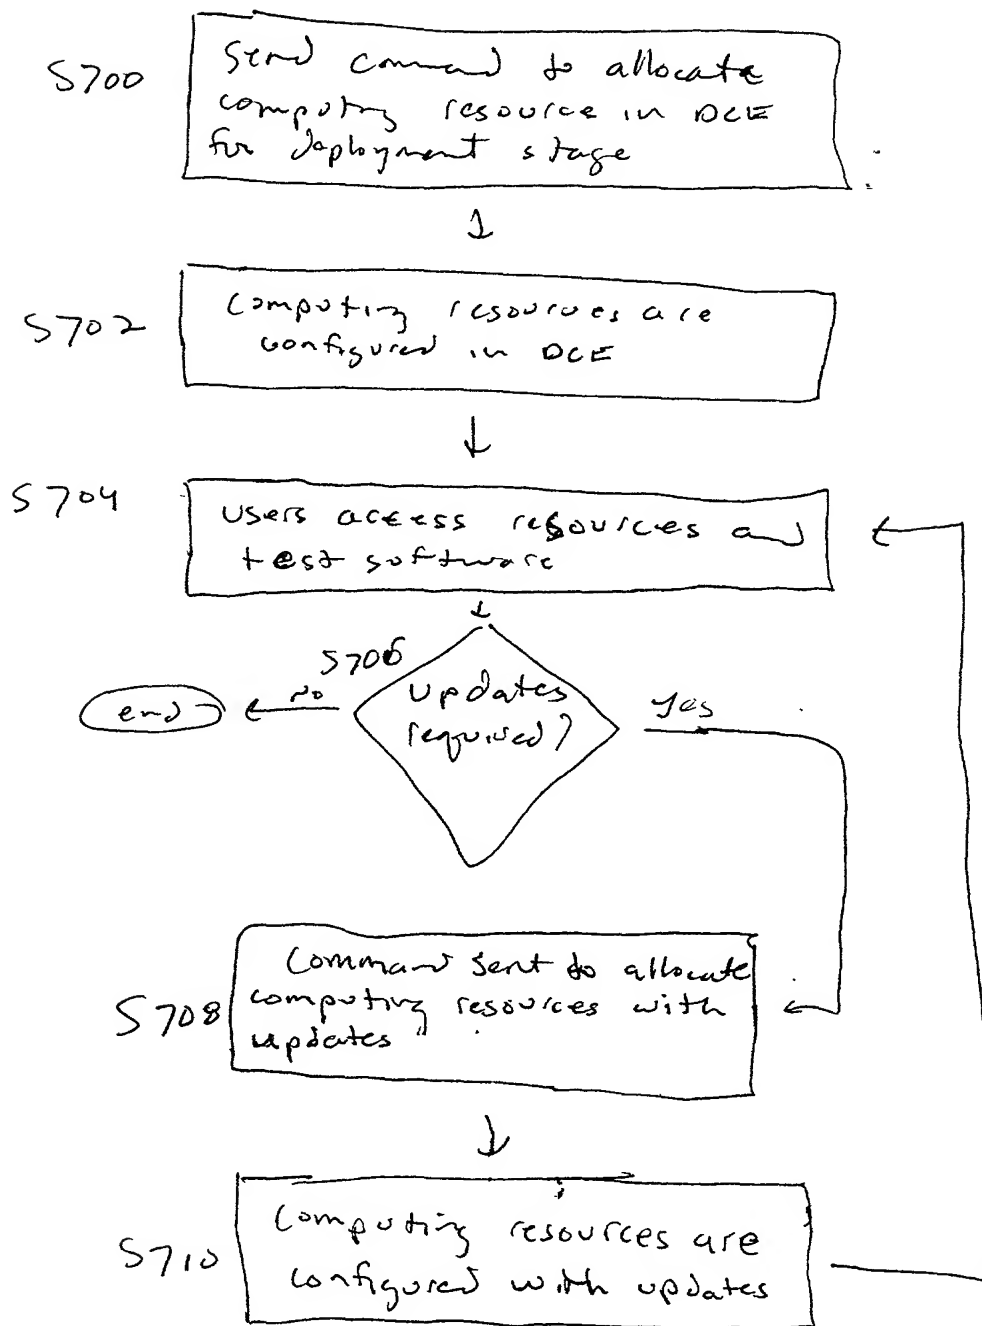 S700
Send command to allocate
computing resource in DCE
for deployment stage
S702
Computing resources are
configured in DCE
S704
users access resources and
test software
S706
updates
required?
no
end
yes
S708
Command sent to allocate
computing resources with
updates
S710
Computing resources are
configured with updates